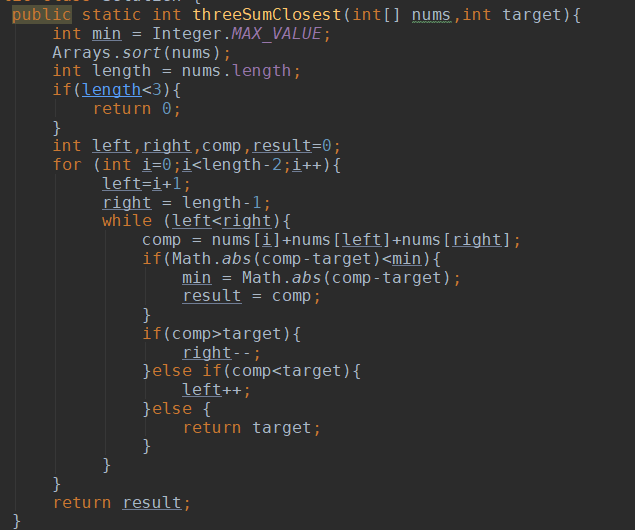 public static int threeSumClosest(int[] nums,int target){
int min = Integer.MAX_VALUE;
Arrays.sort(nums);
int length = nums.length;
if(length<3){
return 0;
}
int left,right,comp,result=0;
for (int i=0;i<length-2;i++){
left=i+1;
right = length-1;
while (left<right){
comp = nums[i]+nums[left]+nums[right];
if(Math.abs(comp-target)<min){
min = Math.abs(comp-target);
result = comp;
}
if(comp>target){
right--;
}else if(comp<target){
left++;
}else {
return target;
}
}
}
return result;
}